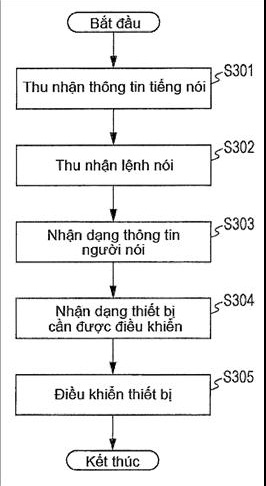 Bắt đầu
S301
Thu nhận thông tin tiếng nói
S302
Thu nhận lệnh nói
S303
Nhận dạng thông tin
người nói
S304
Nhận dạng thiết bị
cần được điều khiển
S305
Điều khiển thiết bị
Kết thúc